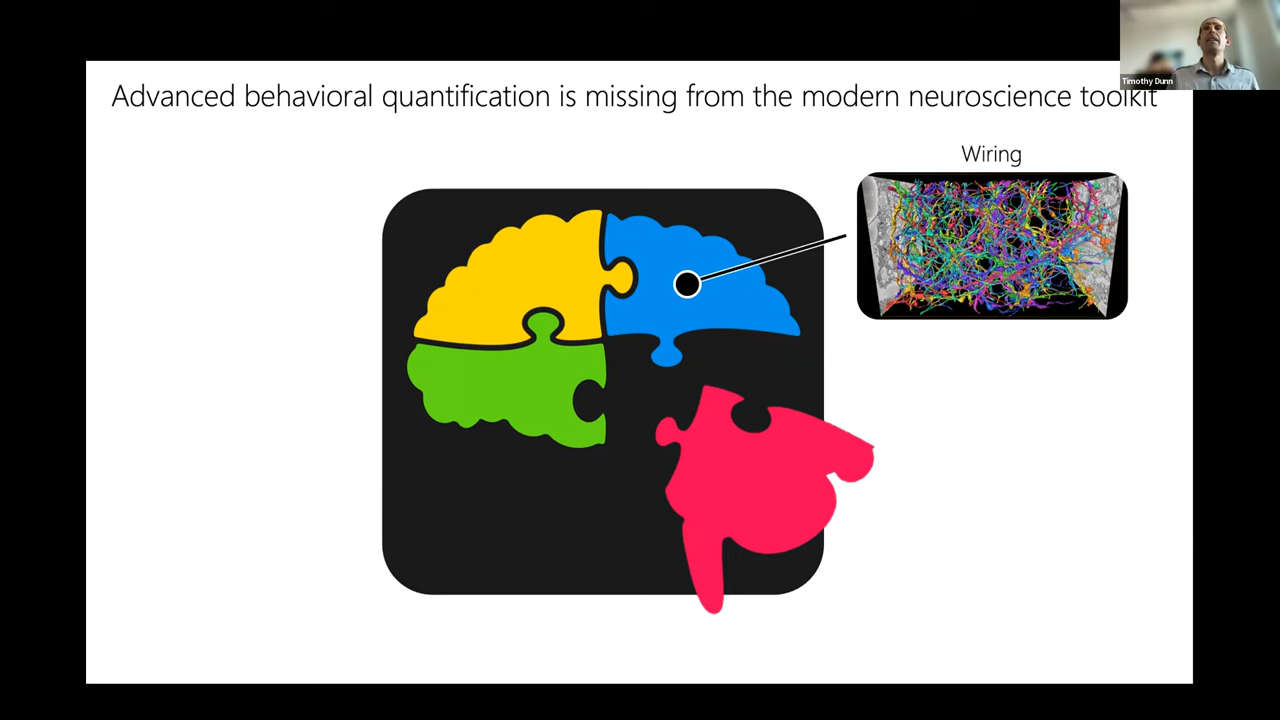 Advanced behavioral quantification is missing from the modern neuroscience toolkit
Timothy Dunn
Wiring